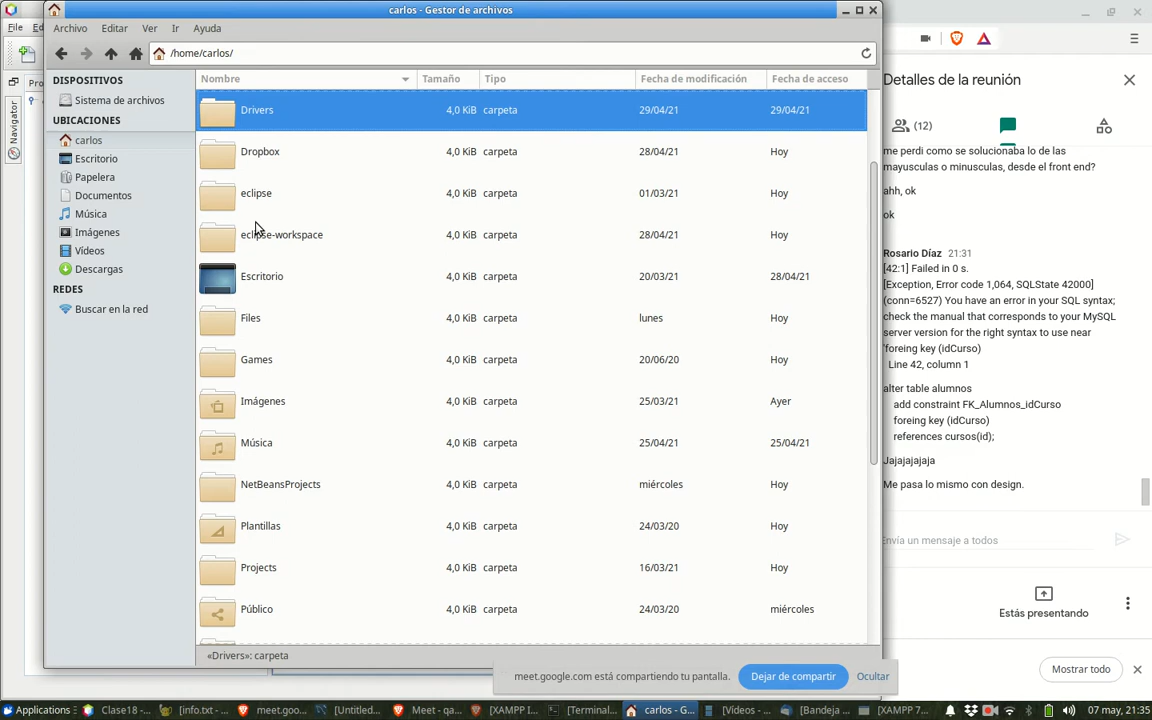 carlos - Gestor de archivos
Archivo Editar Ver Ir Ayuda
/home/carlos/
DISPOSITIVOS
Sistema de archivos
UBICACIONES
carlos
Escritorio
Papelera
Documentos
Música
Imágenes
Vídeos
Descargas
REDES
Buscar en la red
Nombre Tamaño Tipo Fecha de modificación Fecha de acceso
Drivers 4,0 KiB carpeta 29/04/21 29/04/21
Dropbox 4,0 KiB carpeta 28/04/21 Hoy
eclipse 4,0 KiB carpeta 01/03/21 Hoy
eclipse-workspace 4,0 KiB carpeta 28/04/21 Hoy
Escritorio 4,0 KiB carpeta 20/03/21 28/04/21
Files 4,0 KiB carpeta lunes Hoy
Games 4,0 KiB carpeta 20/06/20 Hoy
Imágenes 4,0 KiB carpeta 25/03/21 Ayer
Música 4,0 KiB carpeta 25/04/21 25/04/21
NetBeansProjects 4,0 KiB carpeta miércoles Hoy
Plantillas 4,0 KiB carpeta 24/03/20 Hoy
Projects 4,0 KiB carpeta 16/03/21 Hoy
Público 4,0 KiB carpeta 24/03/20 miércoles
«Drivers»: carpeta
File Ed
Pro
Navigator
Detalles de la reunión
(12)
me perdi como se solucionaba lo de las
mayusculas o minusculas, desde el front end?
ahh, ok
ok
Rosario Díaz 21:31
[42:1] Failed in 0 s.
[Exception, Error code 1,064, SQLState 42000]
(conn=6527) You have an error in your SQL syntax;
check the manual that corresponds to your MySQL
server version for the right syntax to use near
'foreing key (idCurso)
Line 42, column 1
alter table alumnos
add constraint FK_Alumnos_idCurso
foreing key (idCurso)
references cursos(id);
Jajajajajaja
Me pasa lo mismo con design.
Envía un mensaje a todos
Estás presentando
Mostrar todo
meet.google.com está compartiendo tu pantalla. Dejar de compartir Ocultar
Applications Clase18 -... [info.txt - ... meet.goo... [Untitled... Meet - qa... [XAMPP I... [Terminal... carlos - G... [Vídeos - ... [Bandeja ... [XAMPP 7... 07 may, 21:35